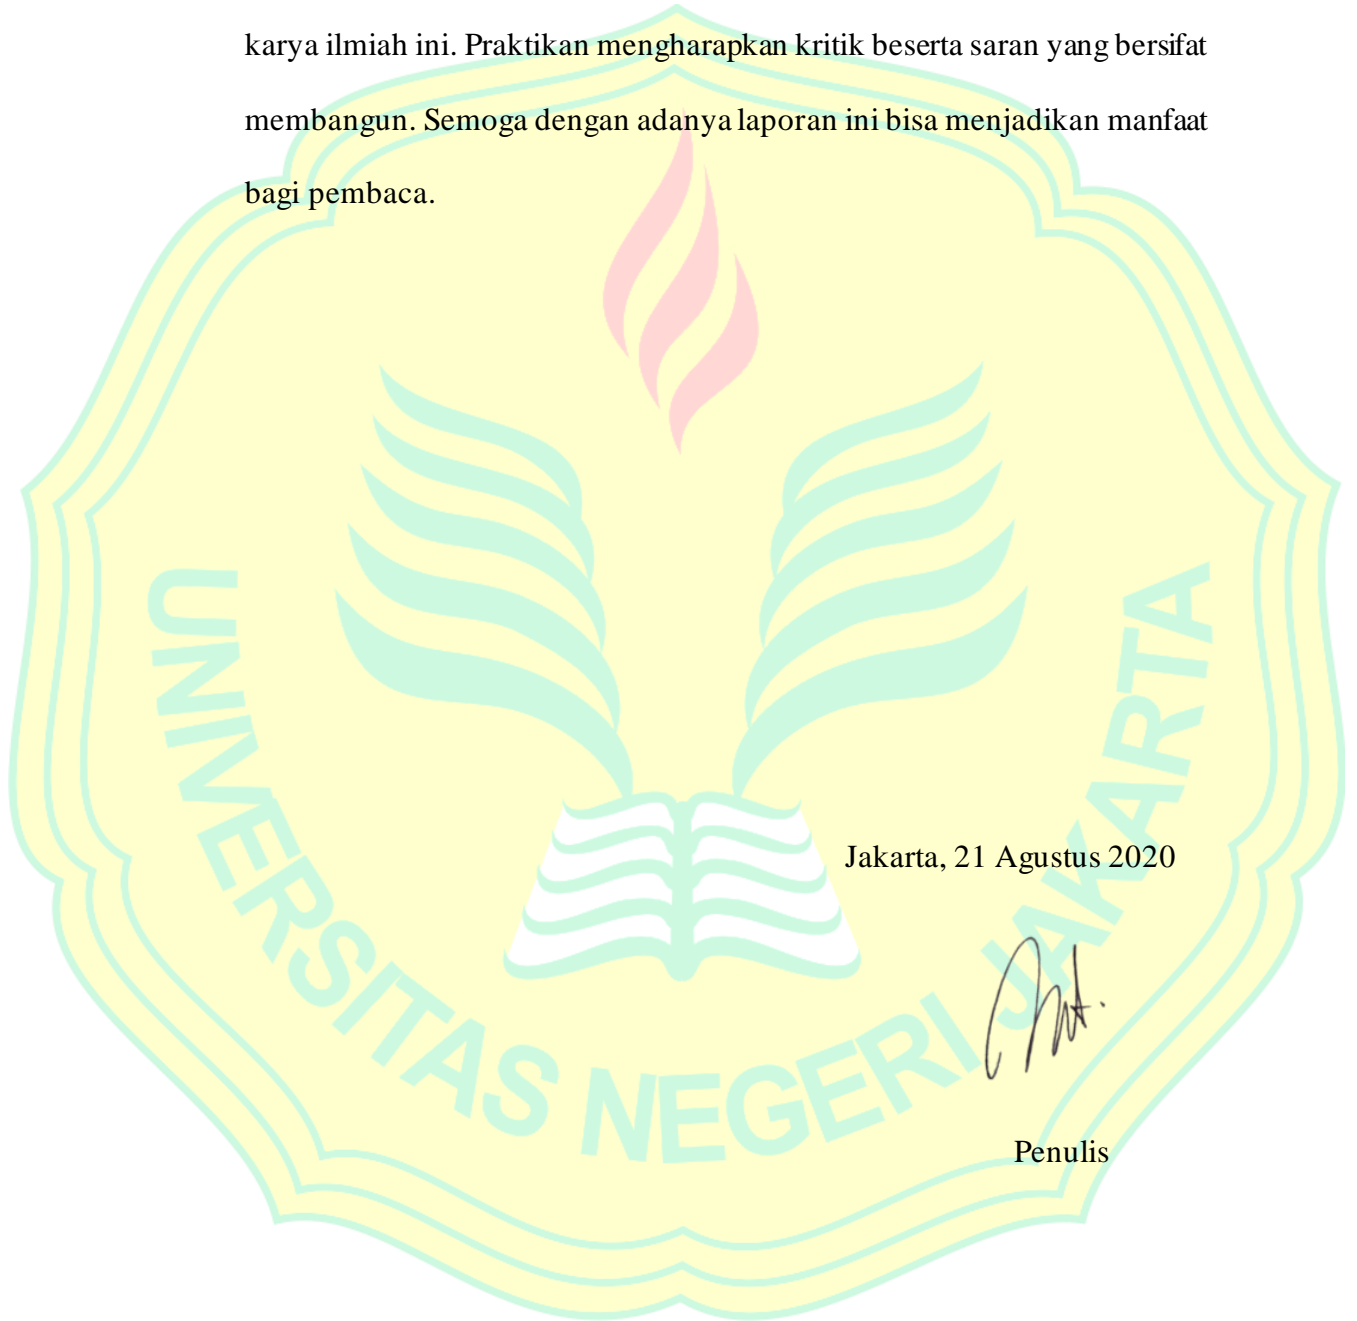 karya ilmiah ini. Praktikan mengharapkan kritik beserta saran yang bersifat
membangun. Semoga dengan adanya laporan ini bisa menjadikan manfaat
bagi pembaca.
Jakarta, 21 Agustus 2020
Penulis
UNIVERSITAS NEGERI JAKARTA